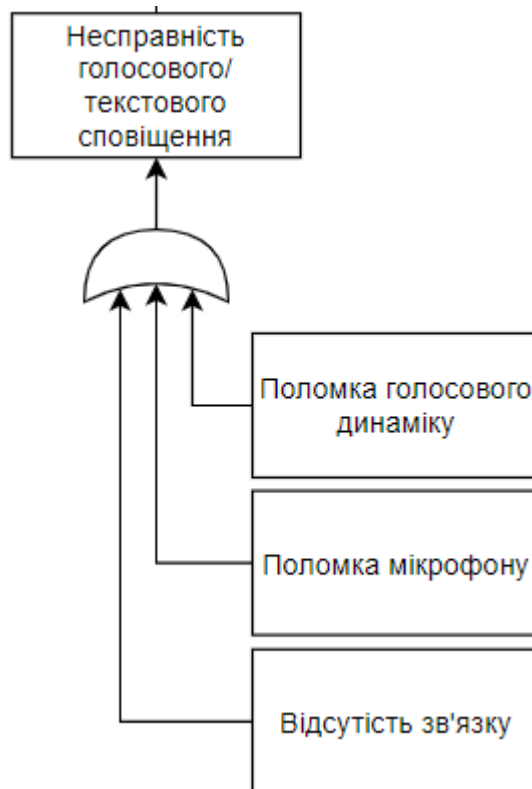 Несправність
голосового/
текстового
сповіщення
Поломка голосового
динаміку
Поломка мікрофону
Відсутість зв'язку